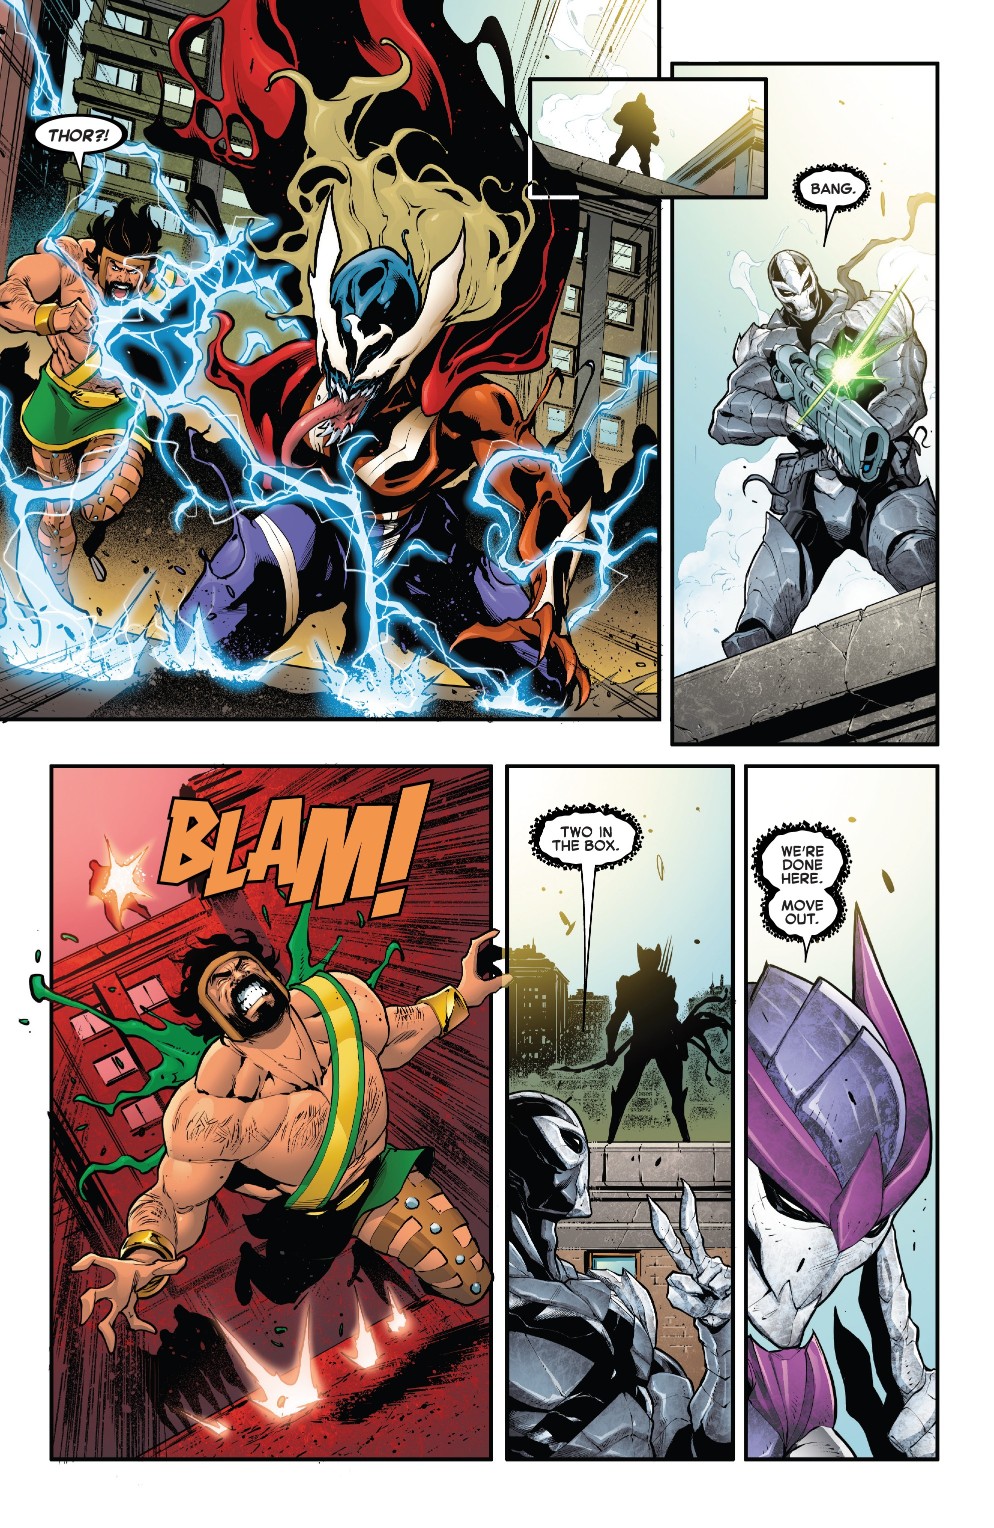 THOR?!
BANG.
BLAM!
TWO IN
THE BOX.
WE'RE
DONE
HERE.
MOVE
OUT.